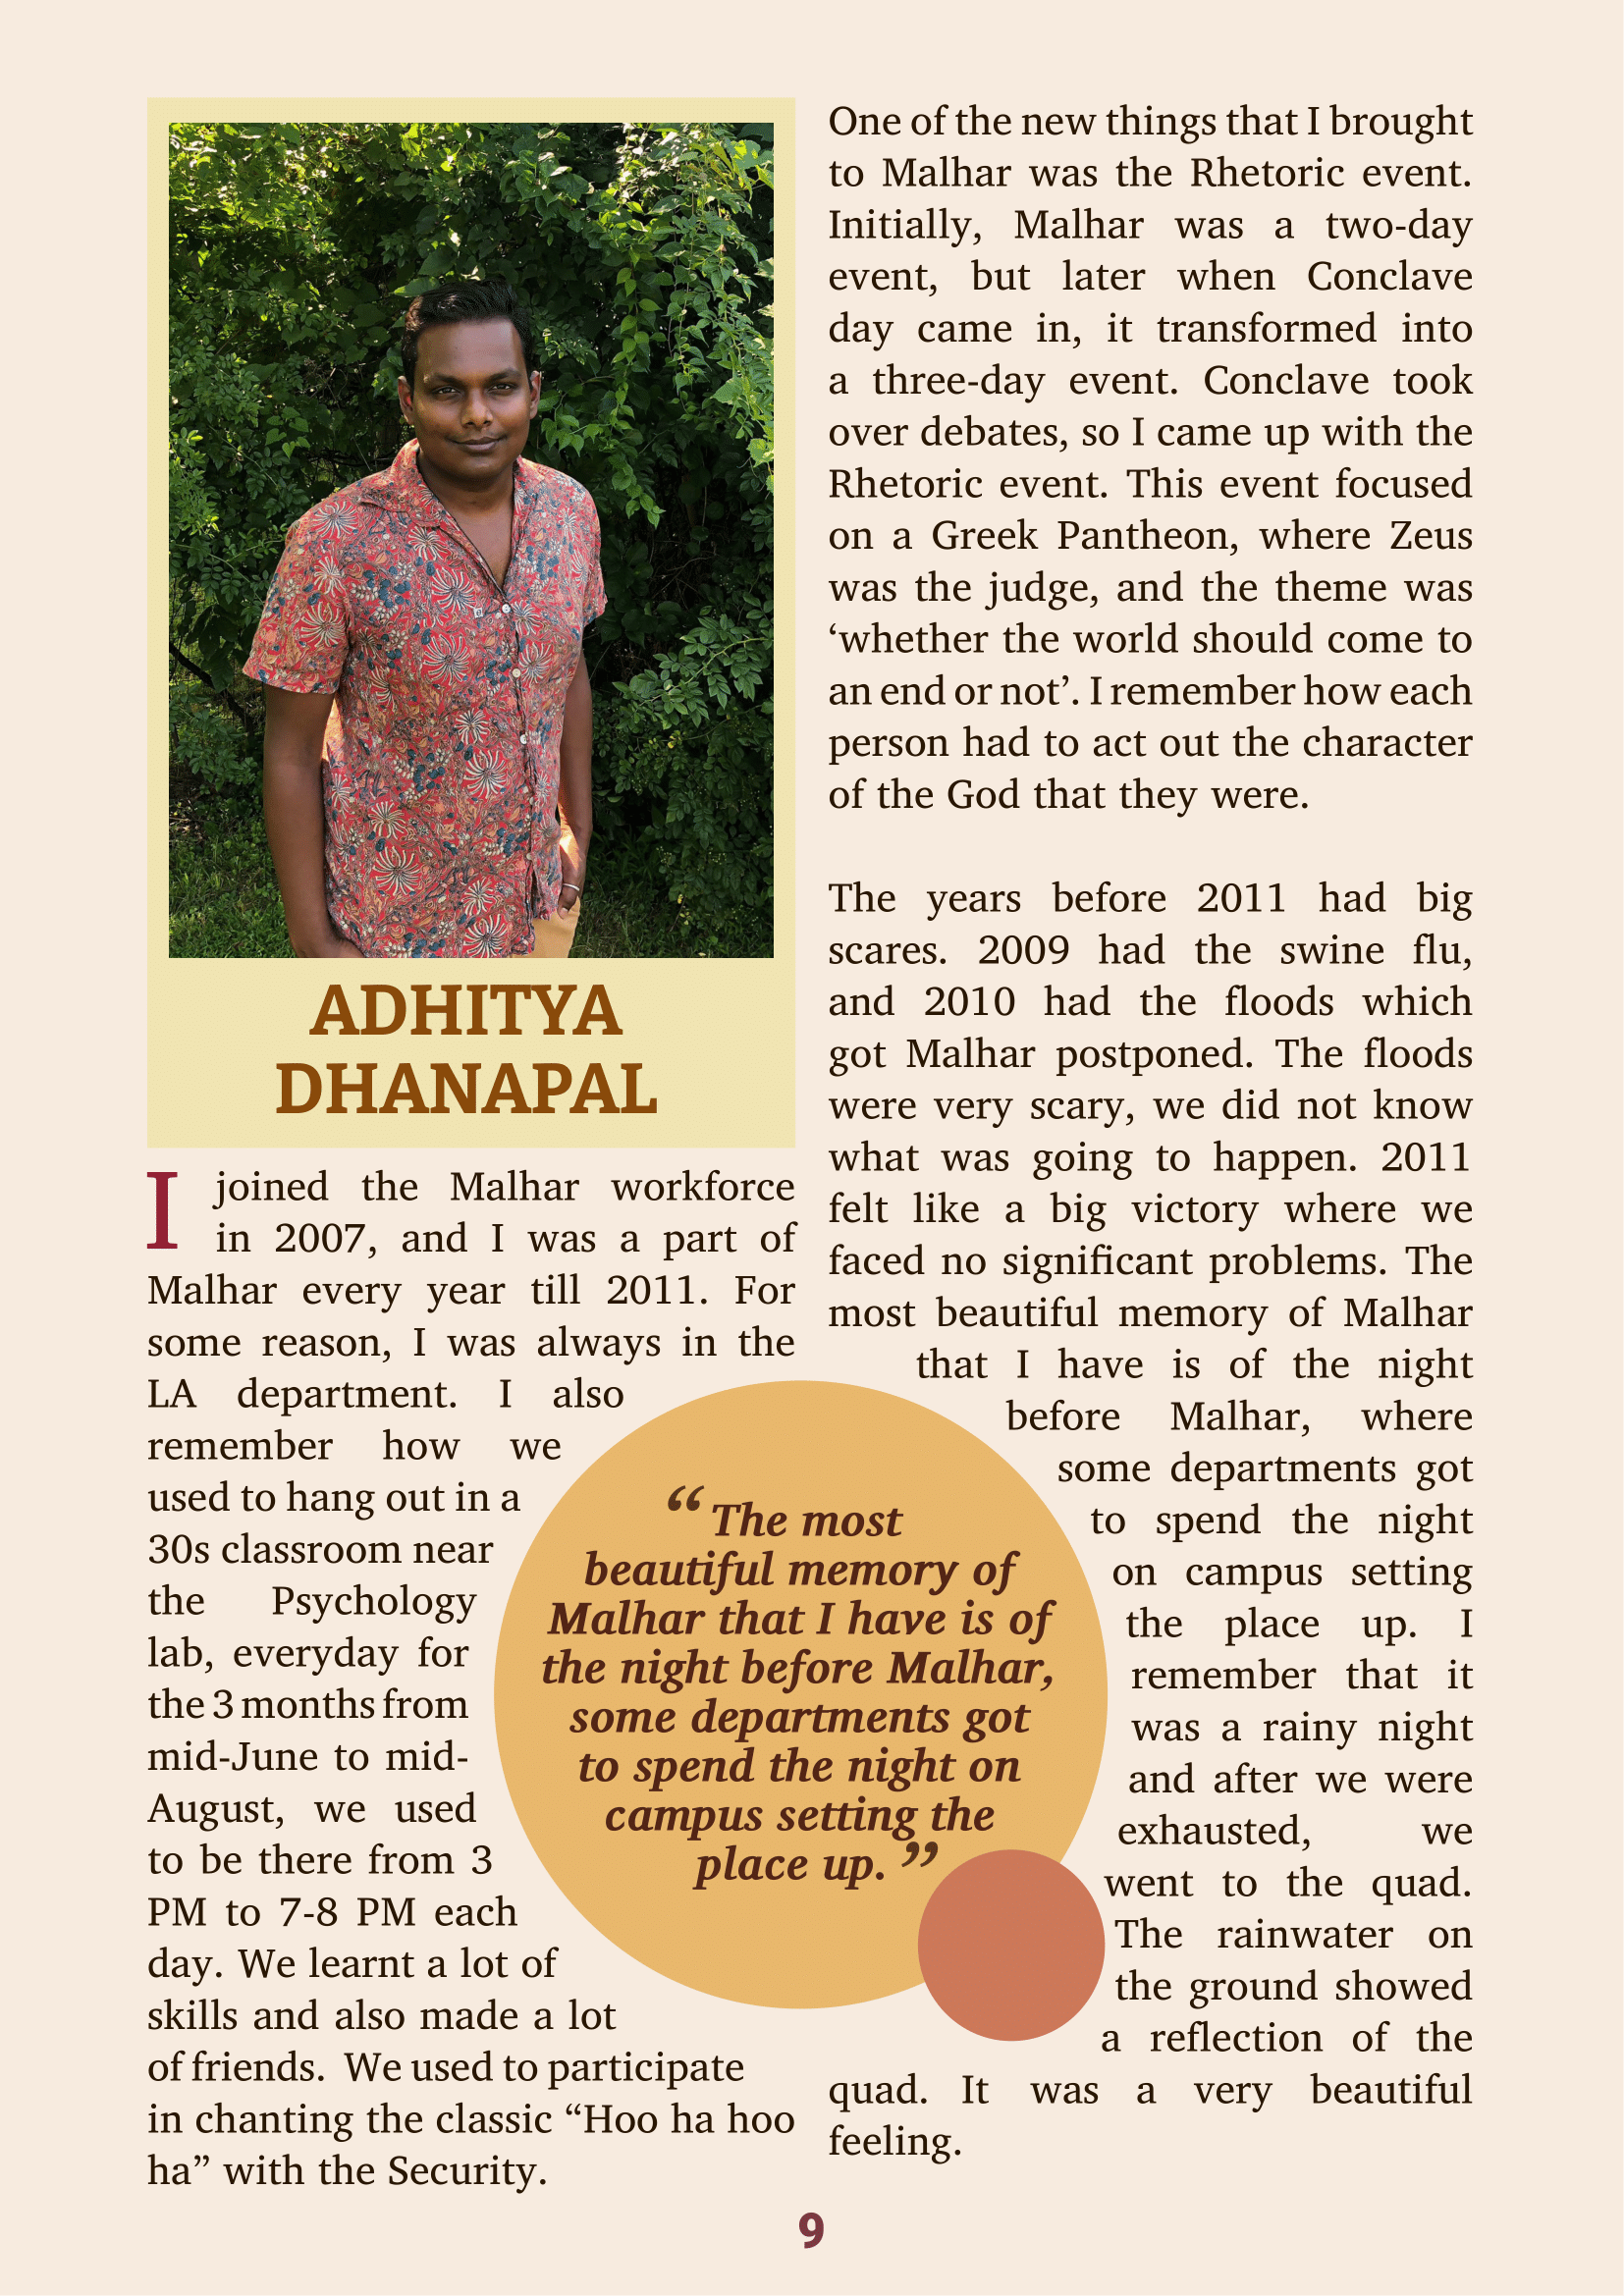 ADHITYA
DHANAPAL
I joined the Malhar workforce
in 2007, and I was a part of
Malhar every year till 2011. For
some reason, I was always in the
LA department. I also
remember how we
used to hang out in a
30s classroom near
the Psychology
lab, everyday for
the 3 months from
mid-June to mid-
August, we used
to be there from 3
PM to 7-8 PM each
day. We learnt a lot of
skills and also made a lot
of friends. We used to participate
in chanting the classic “Hoo ha hoo
ha” with the Security.
“The most
beautiful memory of
Malhar that I have is of
the night before Malhar,
some departments got
to spend the night on
campus setting the
place up.”
One of the new things that I brought
to Malhar was the Rhetoric event.
Initially, Malhar was a two-day
event, but later when Conclave
day came in, it transformed into
a three-day event. Conclave took
over debates, so I came up with the
Rhetoric event. This event focused
on a Greek Pantheon, where Zeus
was the judge, and the theme was
‘whether the world should come to
an end or not’. I remember how each
person had to act out the character
of the God that they were.
The years before 2011 had big
scares. 2009 had the swine flu,
and 2010 had the floods which
got Malhar postponed. The floods
were very scary, we did not know
what was going to happen. 2011
felt like a big victory where we
faced no significant problems. The
most beautiful memory of Malhar
that I have is of the night
before Malhar, where
some departments got
to spend the night
on campus setting
the place up. I
remember that it
was a rainy night
and after we were
exhausted, we
went to the quad.
The rainwater on
the ground showed
a reflection of the
quad. It was a very beautiful
feeling.
9